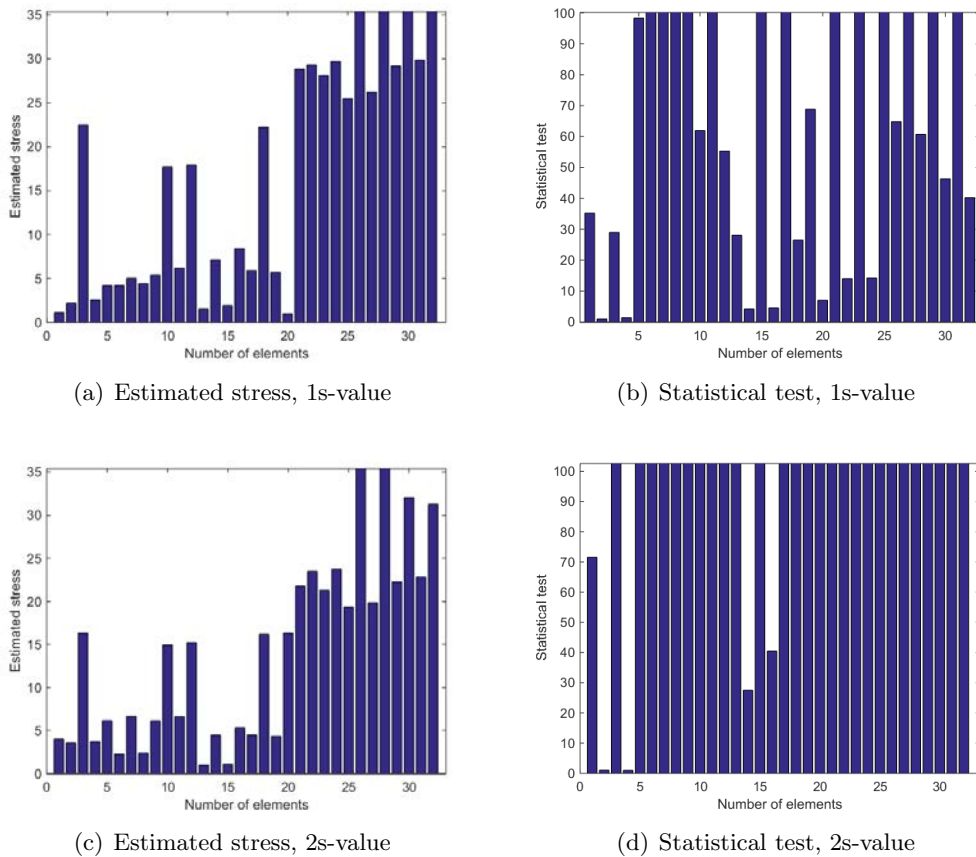 35
30
25
20
15
10
5
0
Estimated stress
0 5 10 15 20 25 30
Number of elements
(a) Estimated stress, 1s-value
100
90
80
70
60
50
40
30
20
10
0
Statistical test
5 10 15 20 25 30
Number of elements
(b) Statistical test, 1s-value
35
30
25
20
15
10
5
0
Estimated stress
0 5 10 15 20 25 30
Number of elements
(c) Estimated stress, 2s-value
100
90
80
70
60
50
40
30
20
10
0
Statistical test
0 5 10 15 20 25 30
Number of elements
(d) Statistical test, 2s-value